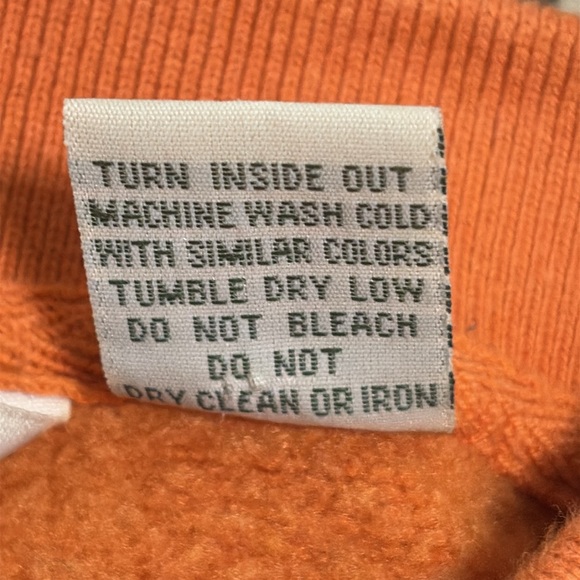 TURN INSIDE OUT
MACHINE WASH COLD
WITH SIMILAR COLORS
TUMBLE DRY LOW
DO NOT BLEACH
DO NOT
DRY CLEAN OR IRON